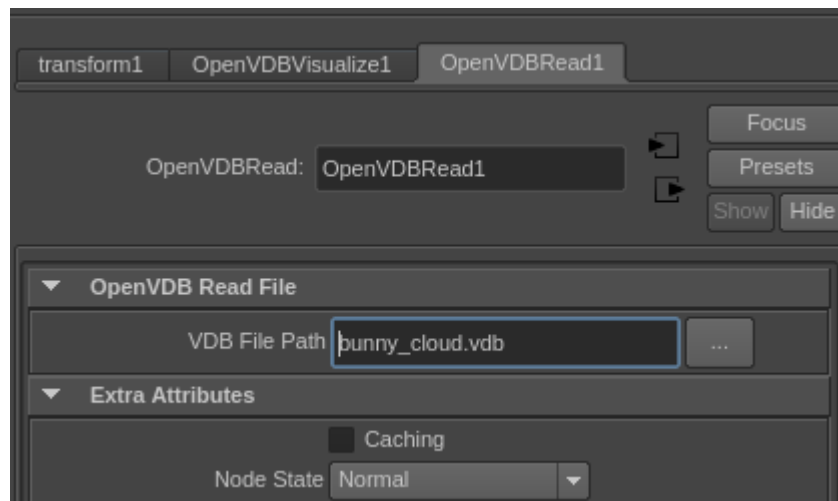 transform1 OpenVDBVisualize1 OpenVDBRead1
Focus
OpenVDBRead: OpenVDBRead1
Presets
Show Hide
OpenVDB Read File
VDB File Path bunny_cloud.vdb ...
Extra Attributes
Caching
Node State Normal